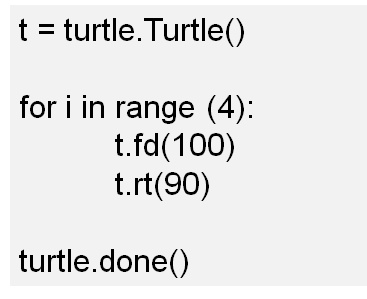 t = turtle.Turtle()
for i in range (4):
t.fd(100)
t.rt(90)
turtle.done()